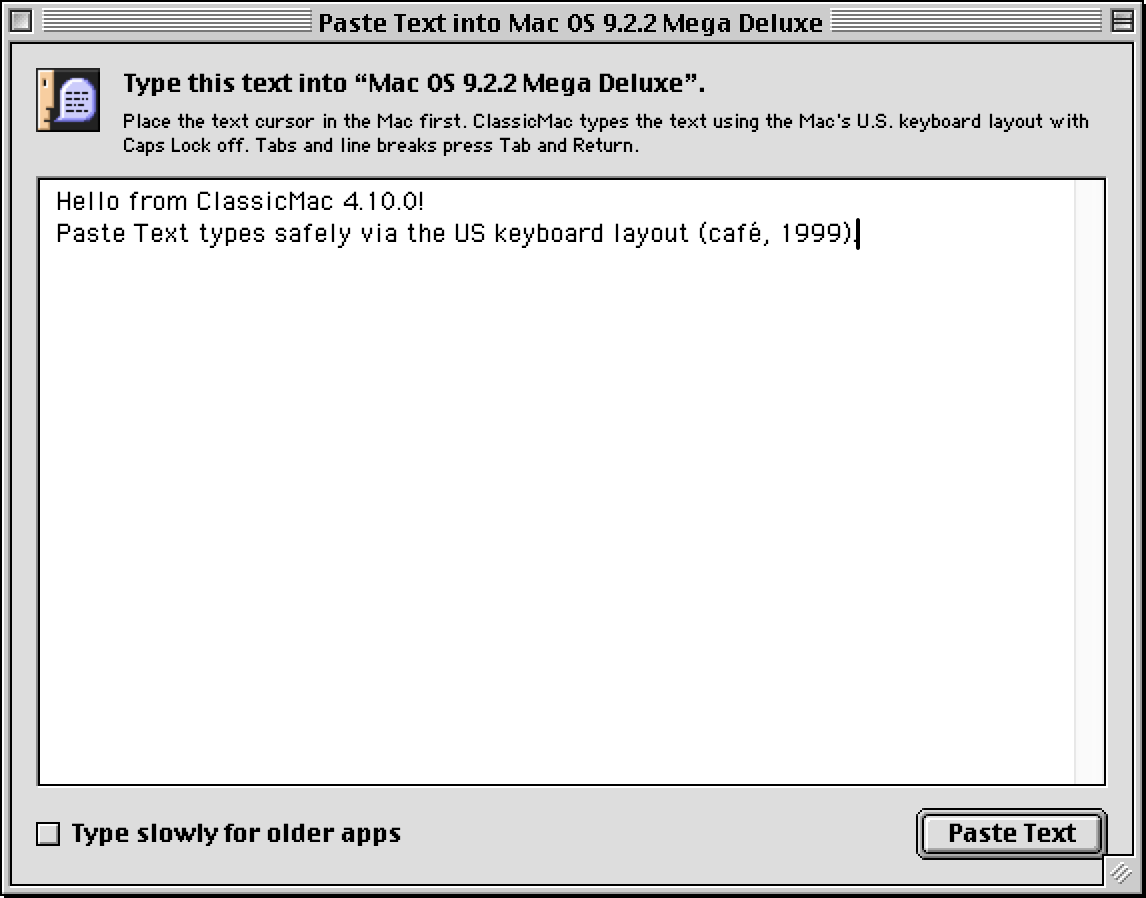 Paste Text into Mac OS 9.2.2 Mega Deluxe
Type this text into “Mac OS 9.2.2 Mega Deluxe”.
Place the text cursor in the Mac first. ClassicMac types the text using the Mac's U.S. keyboard layout with
Caps Lock off. Tabs and line breaks press Tab and Return.
Hello from ClassicMac 4.10.0!
Paste Text types safely via the US keyboard layout (café, 1999).
Type slowly for older apps
Paste Text